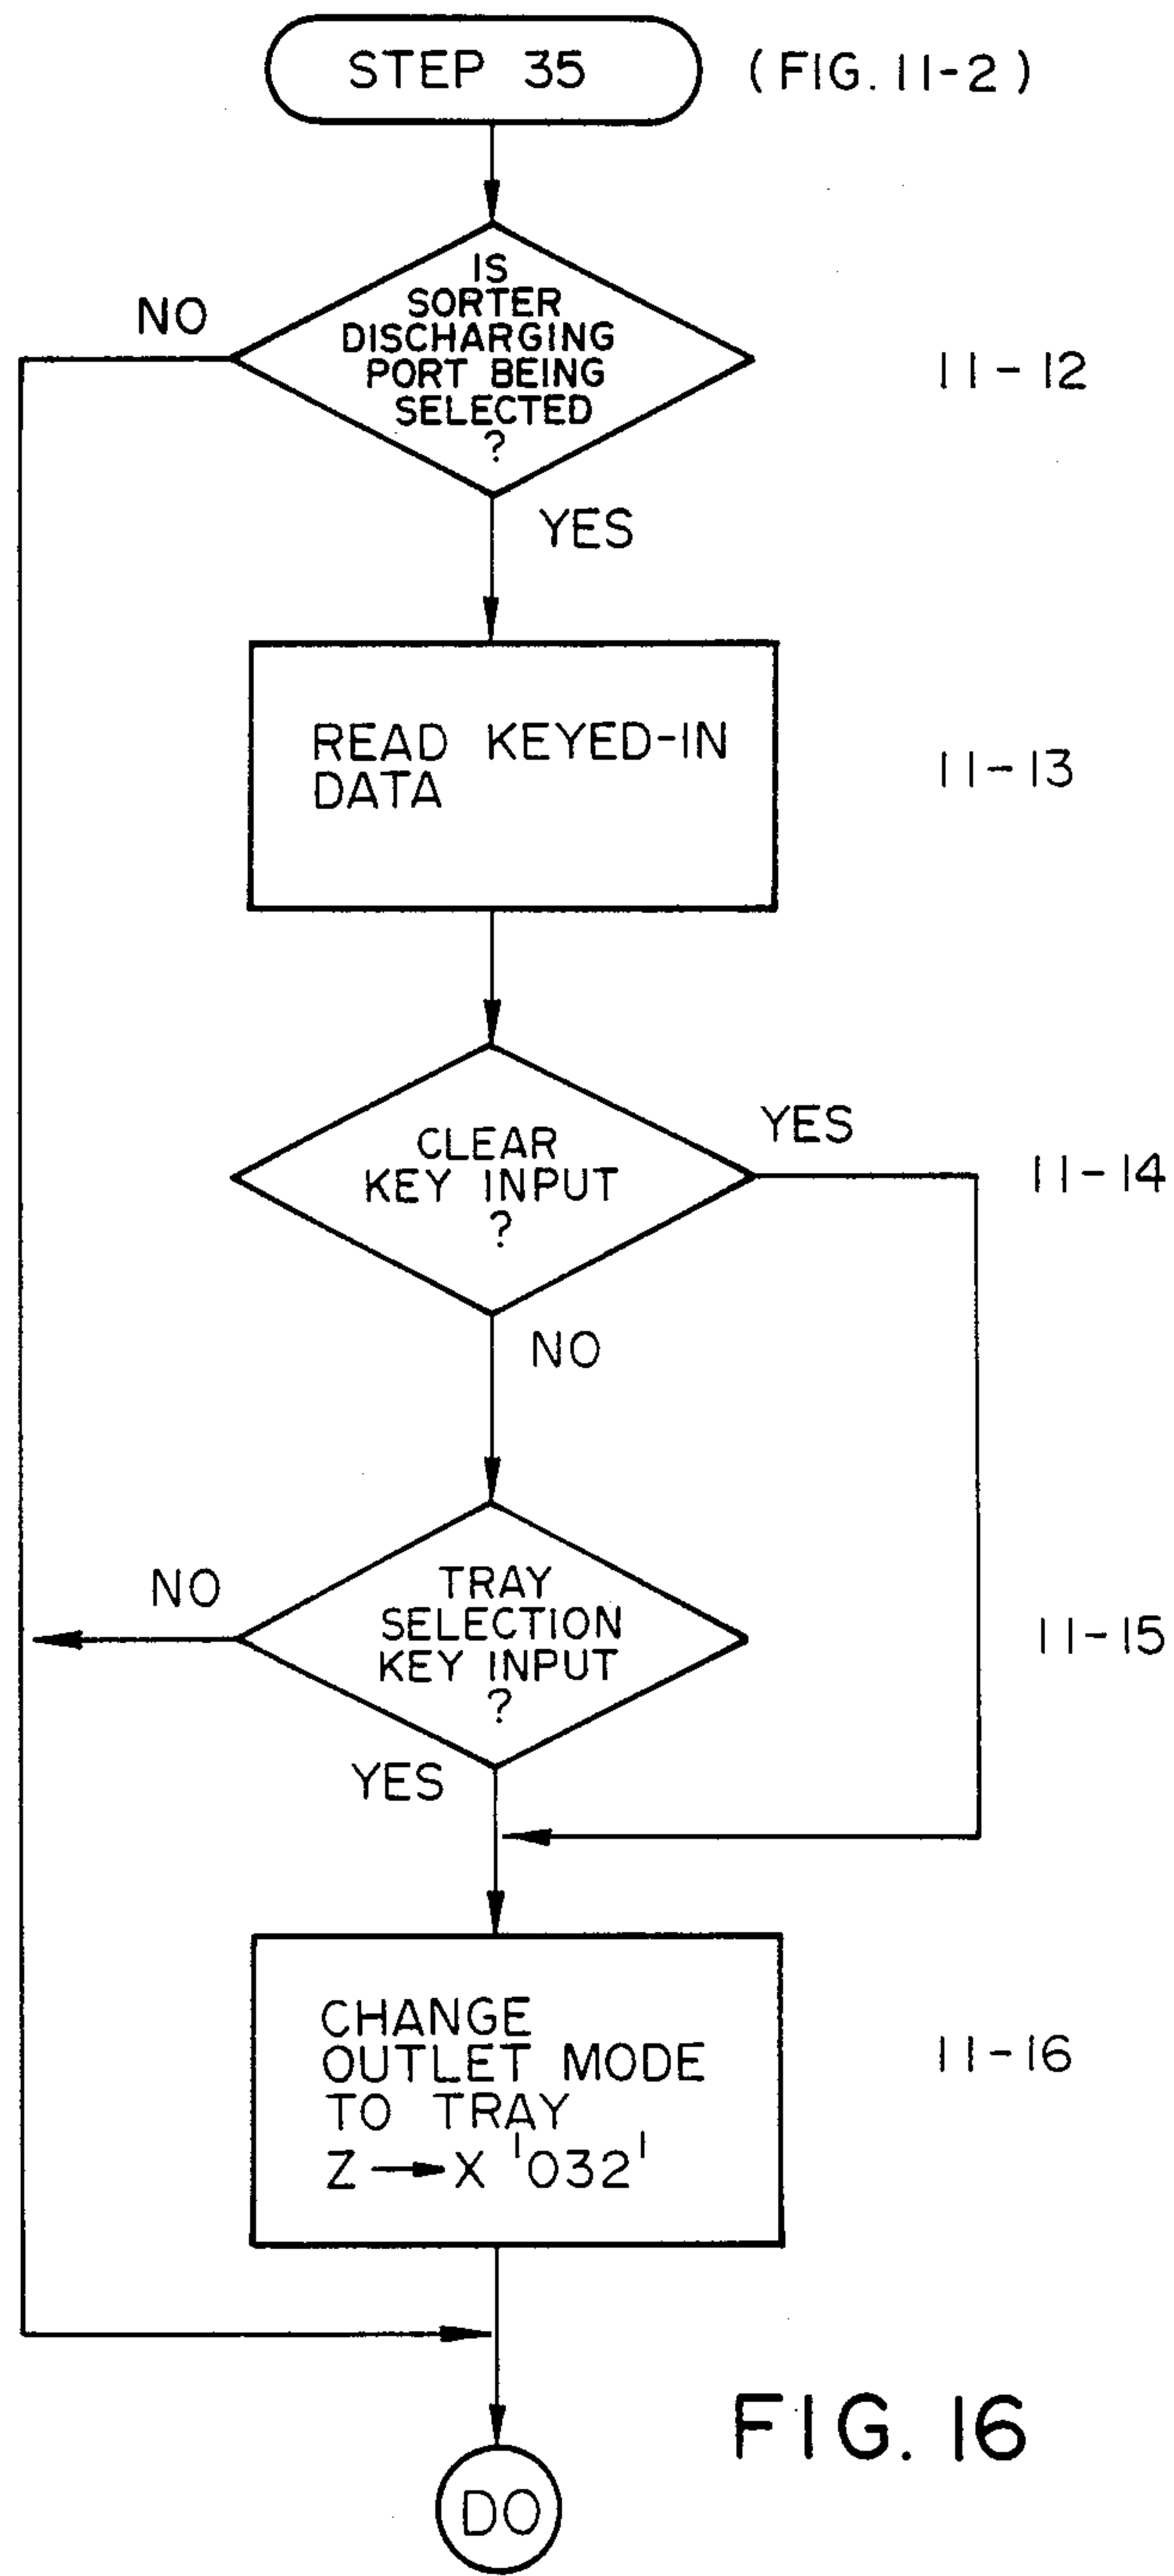 STEP 35
(FIG. 11-2)
IS
SORTER
DISCHARGING
PORT BEING
SELECTED
?
NO
11-12
YES
READ KEYED-IN
DATA
11-13
CLEAR
KEY INPUT
?
YES
11-14
NO
TRAY
SELECTION
KEY INPUT
?
NO
11-15
YES
CHANGE
OUTLET MODE
TO TRAY
Z → X '032'
11-16
FIG. 16
DO